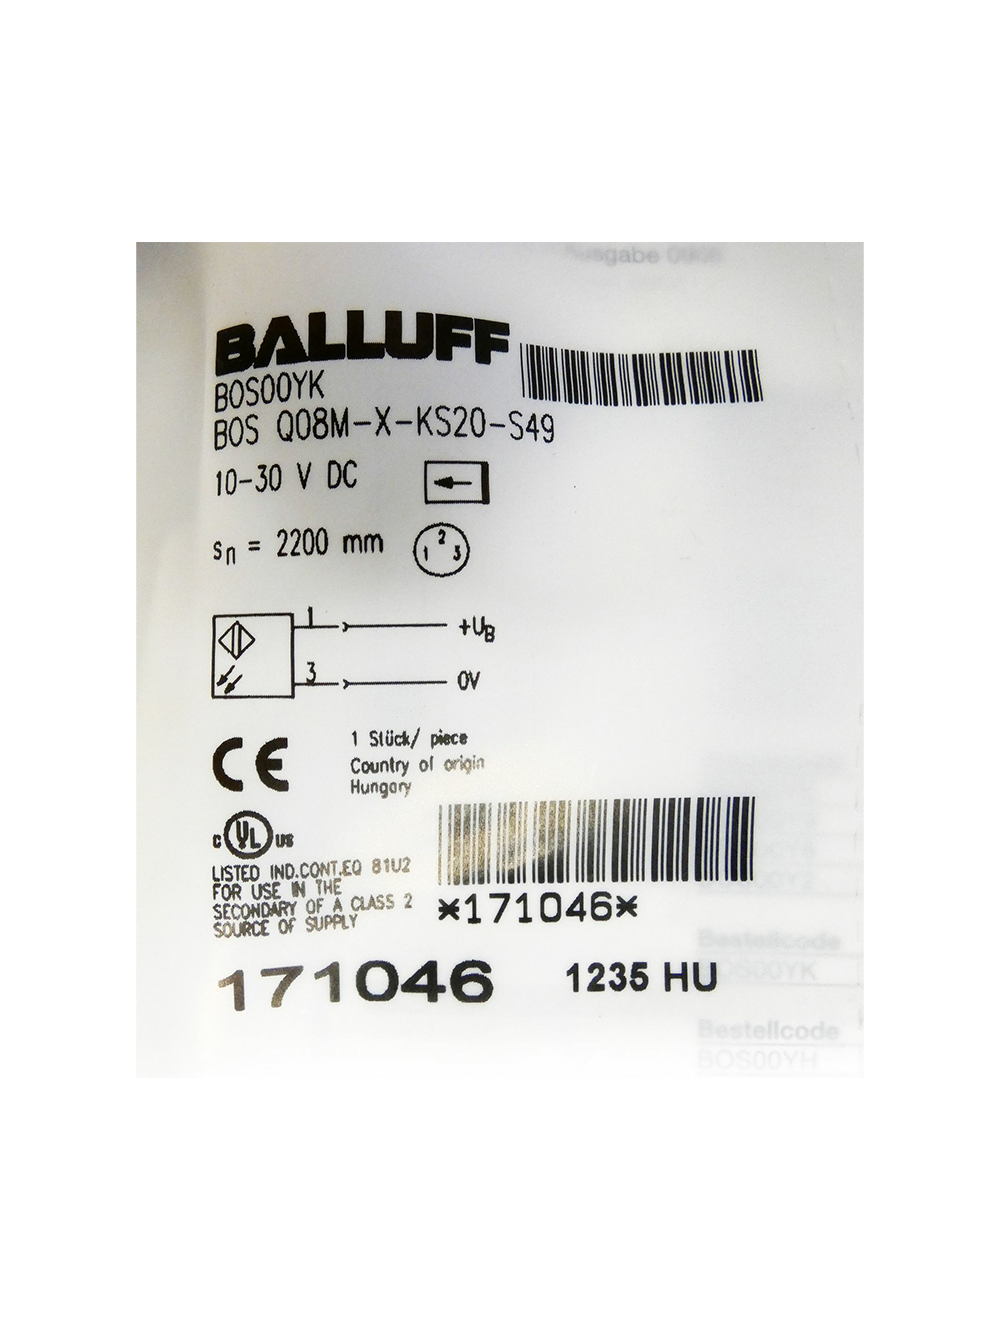 Ausgabe
BALLUFF
BOS00YK
BOS Q08M-X-KS20-S49
10-30 V DC
sn = 2200 mm
1 2 3
1 +UB
3 0V
CE
1 Stück/ piece
Country of origin
Hungary
C UL US
LISTED IND.CONT.EQ 81U2
FOR USE IN THE
SECONDARY OF A CLASS 2
SOURCE OF SUPPLY
*171046*
171046 1235 HU
Bestellcode
BOS00YK
Bestellcode
BOS00YH